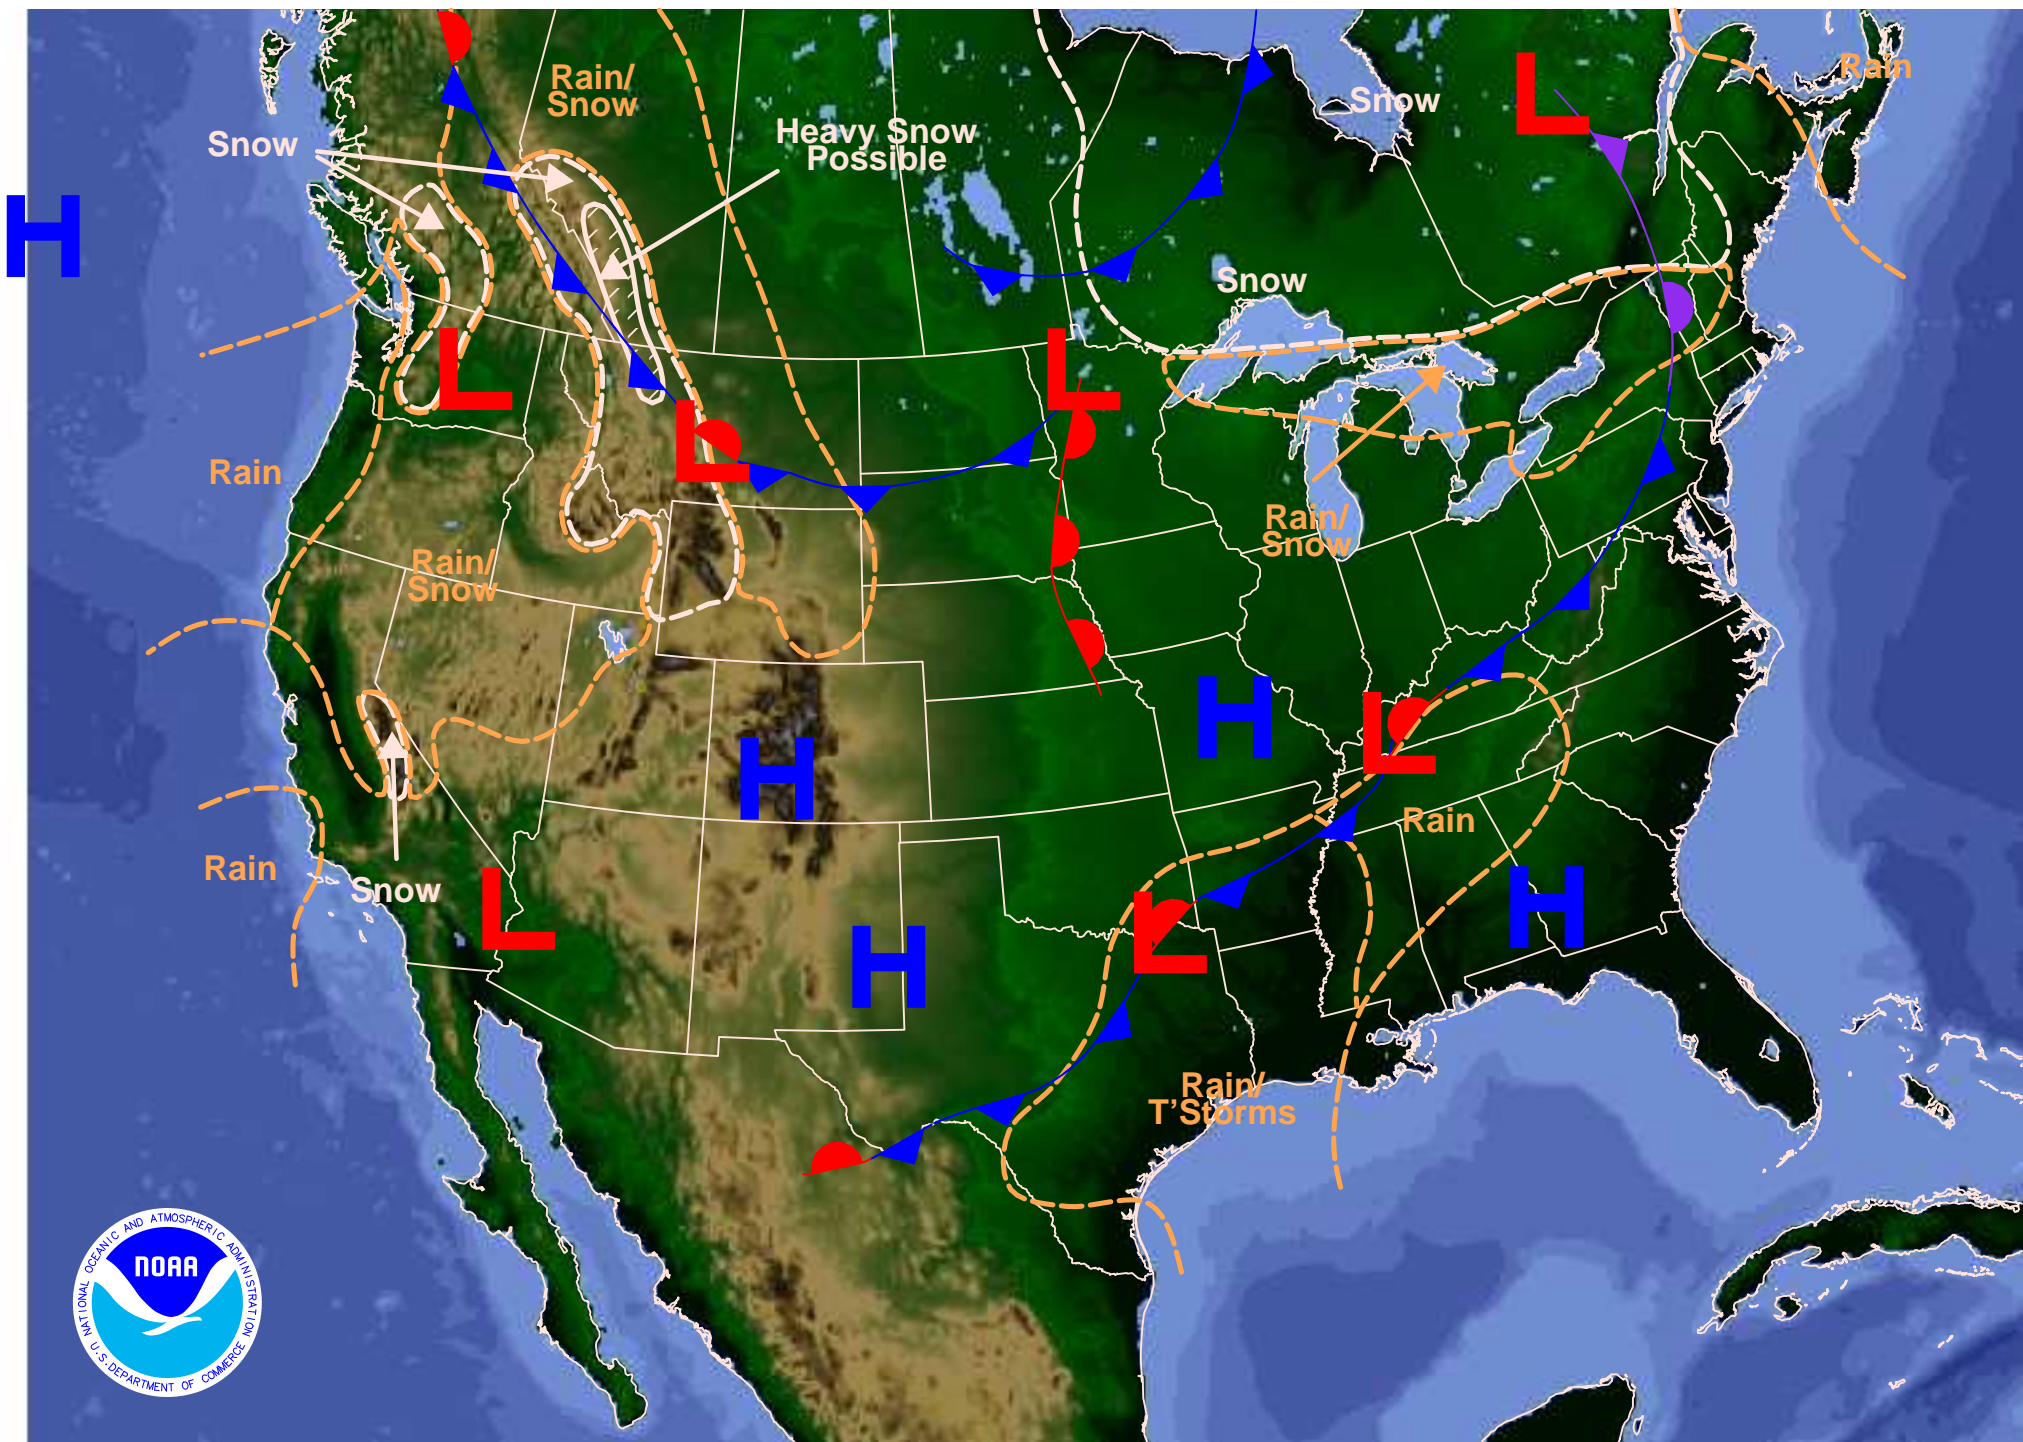 Rain
Rain/
Snow
Snow
Heavy Snow
Possible
Snow
H
L
Snow
L
L
L
Rain
Rain/
Snow
Rain/
Snow
H
H
L
Rain
Rain
Snow
L
H
L
H
Rain/
T'Storms
NATIONAL OCEANIC AND ATMOSPHERIC ADMINISTRATION
NOAA
U.S. DEPARTMENT OF COMMERCE